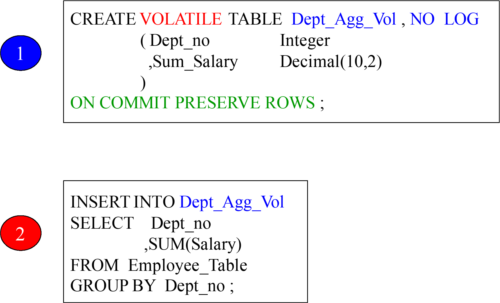 1
CREATE VOLATILE TABLE Dept_Agg_Vol , NO LOG
( Dept_no Integer
,Sum_Salary Decimal(10,2)
)
ON COMMIT PRESERVE ROWS ;
2
INSERT INTO Dept_Agg_Vol
SELECT Dept_no
,SUM(Salary)
FROM Employee_Table
GROUP BY Dept_no ;